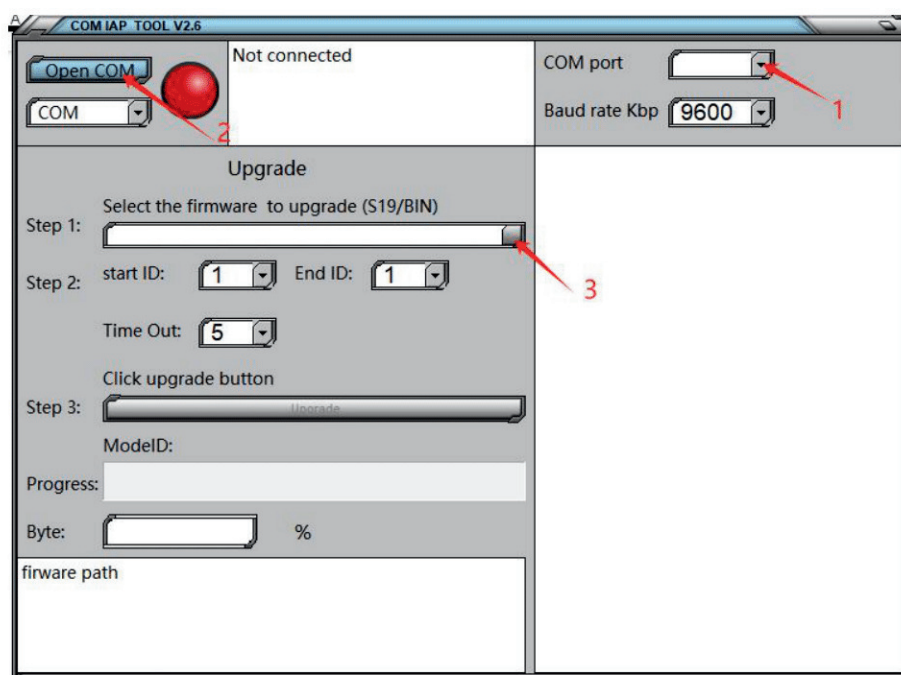 A
COM IAP TOOL V2.6
Open COM
COM
2
Not connected
COM port
1
Baud rate Kbp 9600
Upgrade
Select the firmware to upgrade (S19/BIN)
Step 1:
3
Step 2: start ID: 1 End ID: 1
Time Out: 5
Click upgrade button
Step 3: Upgrade
ModeID:
Progress:
Byte: %
firware path